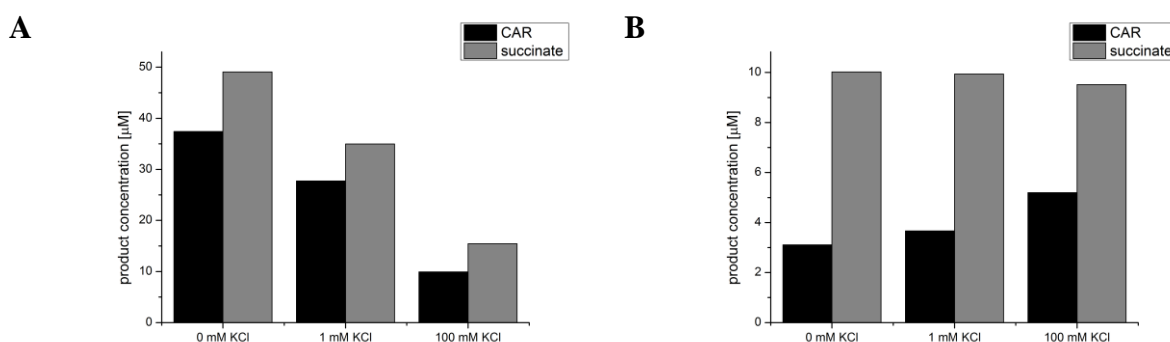 A
CAR
succinate
product concentration [µM]
50
40
30
20
10
0
0 mM KCl
1 mM KCl
100 mM KCl
B
CAR
succinate
product concentration [µM]
10
8
6
4
2
0
0 mM KCl
1 mM KCl
100 mM KCl